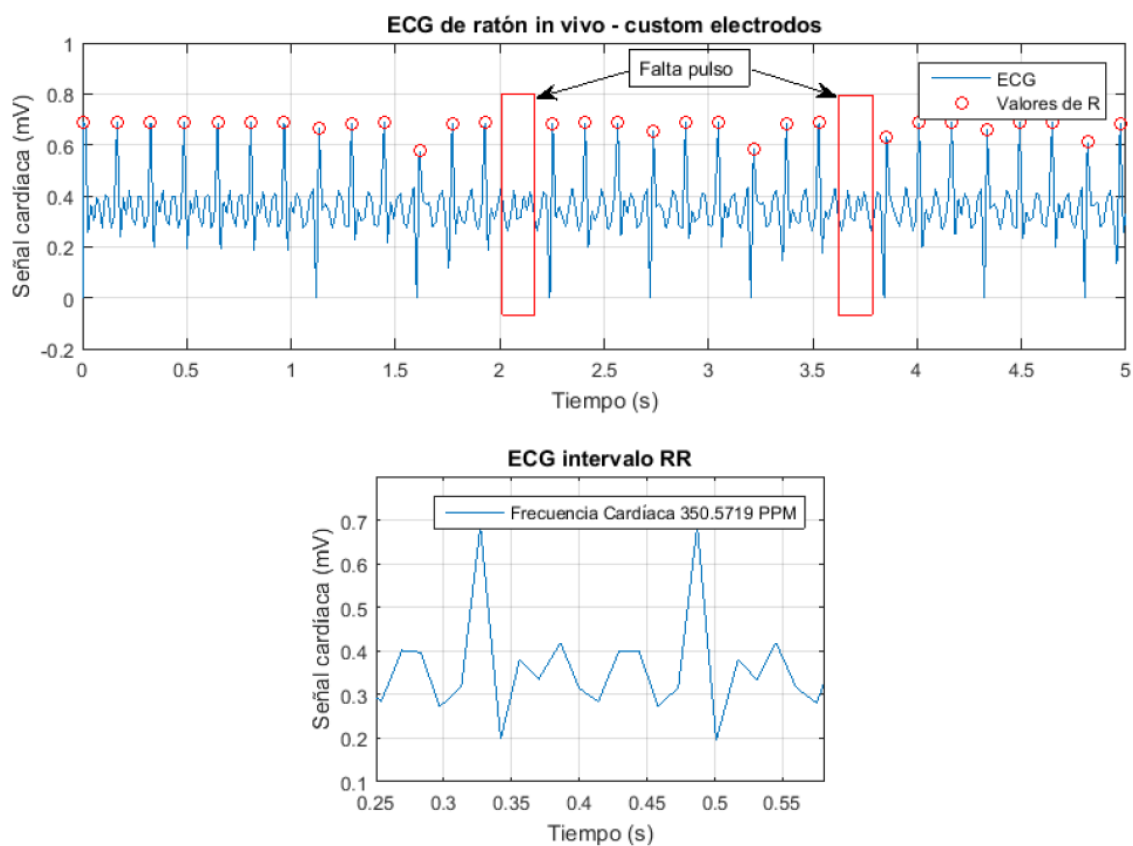 ECG de ratón in vivo - custom electrodos
Señal cardíaca (mV)
1
0.8
0.6
0.4
0.2
0
-0.2
Falta pulso
ECG
Valores de R
0 0.5 1 1.5 2 2.5 3 3.5 4 4.5 5
Tiempo (s)
ECG intervalo RR
Señal cardíaca (mV)
0.7
0.6
0.5
0.4
0.3
0.2
0.1
Frecuencia Cardíaca 350.5719 PPM
0.25 0.3 0.35 0.4 0.45 0.5 0.55
Tiempo (s)